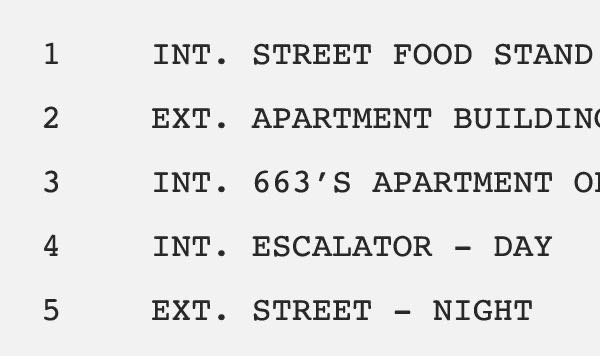 1 INT. STREET FOOD STAND
2 EXT. APARTMENT BUILDING
3 INT. 663’S APARTMENT
4 INT. ESCALATOR – DAY
5 EXT. STREET – NIGHT